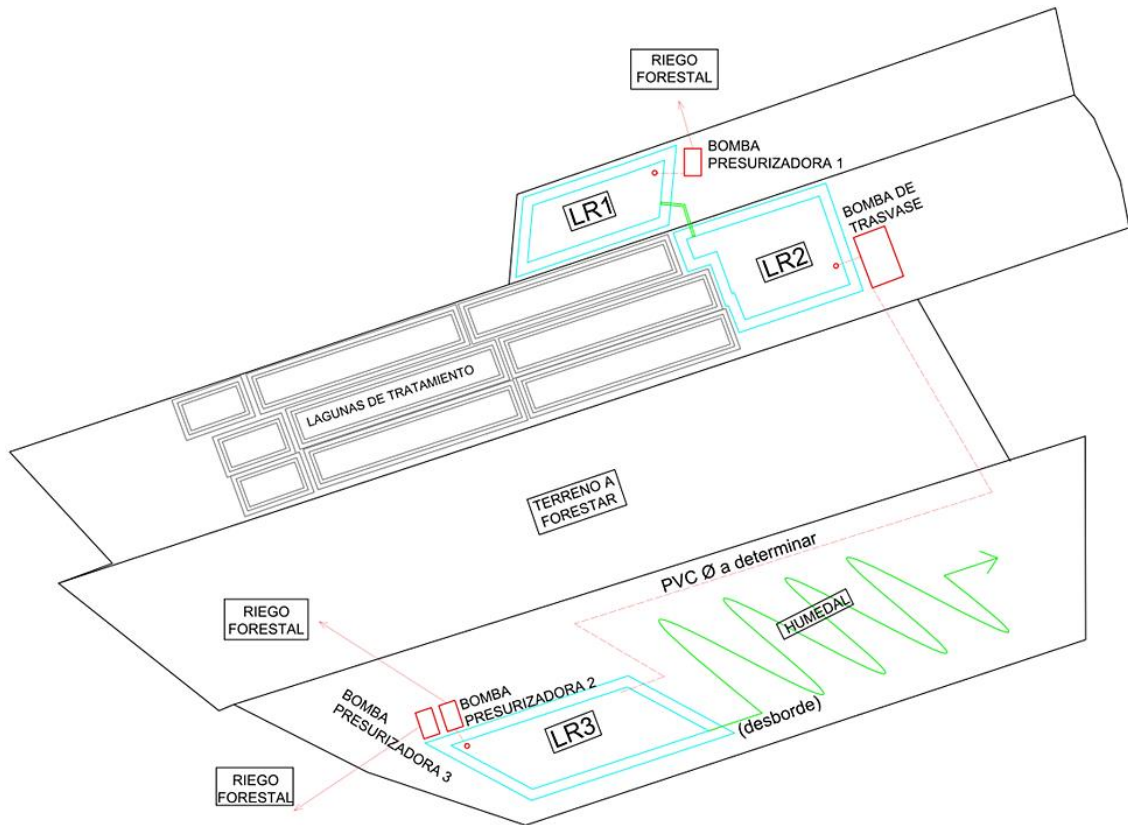 RIEGO
FORESTAL
BOMBA
PRESURIZADORA 1
LR1
BOMBA DE
TRASVASE
LR2
LAGUNAS DE TRATAMIENTO
TERRENO A
FORESTAR
PVC Ø a determinar
HUMEDAL
RIEGO
FORESTAL
BOMBA
PRESURIZADORA 2
BOMBA
PRESURIZADORA 3
LR3
(desborde)
RIEGO
FORESTAL